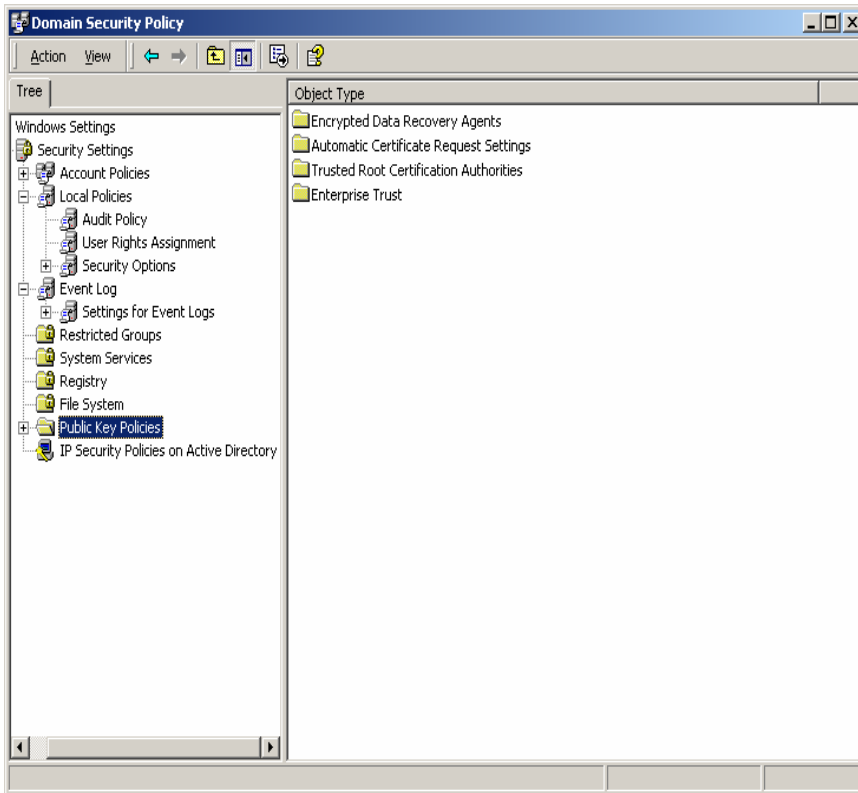 Domain Security Policy
Action View
Tree
Windows Settings
Security Settings
Account Policies
Local Policies
Audit Policy
User Rights Assignment
Security Options
Event Log
Settings for Event Logs
Restricted Groups
System Services
Registry
File System
Public Key Policies
IP Security Policies on Active Directory
Object Type
Encrypted Data Recovery Agents
Automatic Certificate Request Settings
Trusted Root Certification Authorities
Enterprise Trust